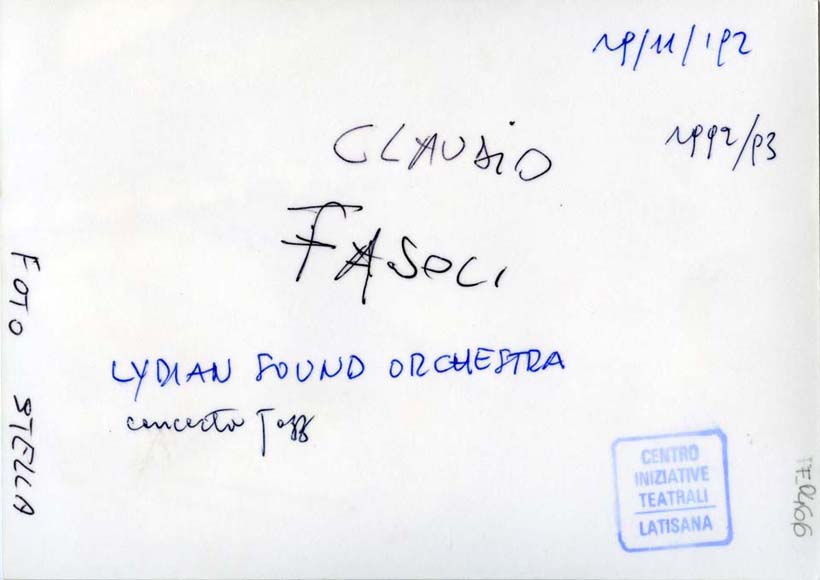 19/11/'92
CLAUDIO
1992/93
FASOLI
LYDIAN SOUND ORCHESTRA
concerto Jazz
FOTO STELLA
CENTRO
INIZIATIVE
TEATRALI
LATISANA